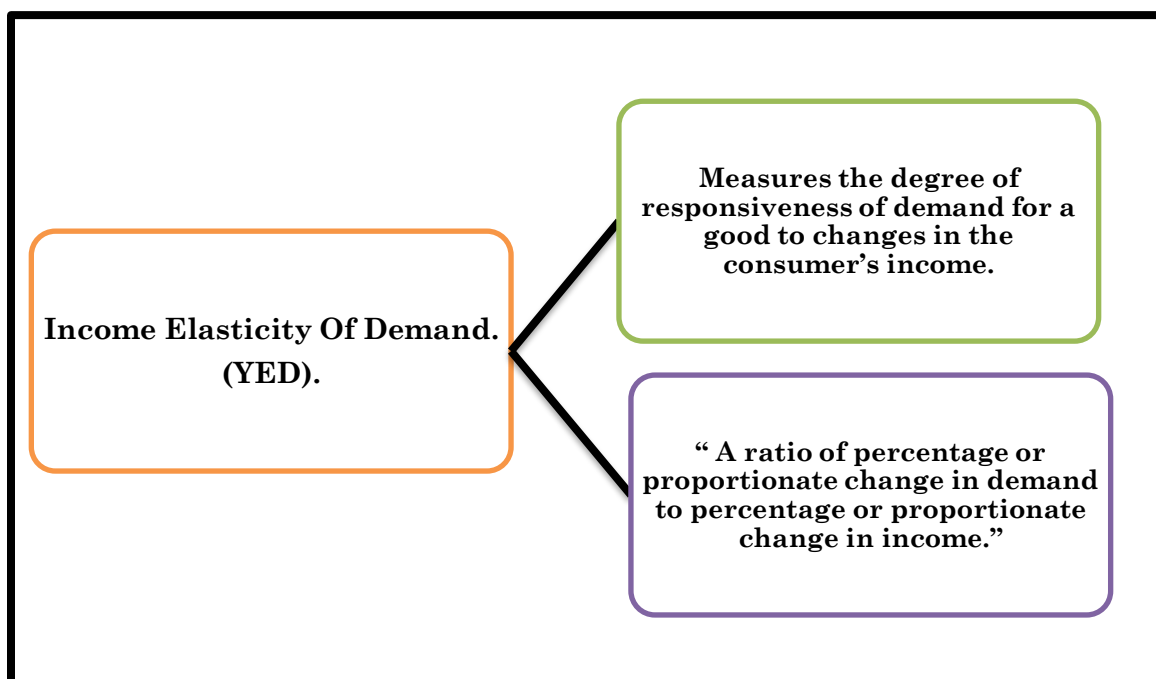 Income Elasticity Of Demand.
(YED).
Measures the degree of
responsiveness of demand for a
good to changes in the
consumer’s income.
“ A ratio of percentage or
proportionate change in demand
to percentage or proportionate
change in income.”